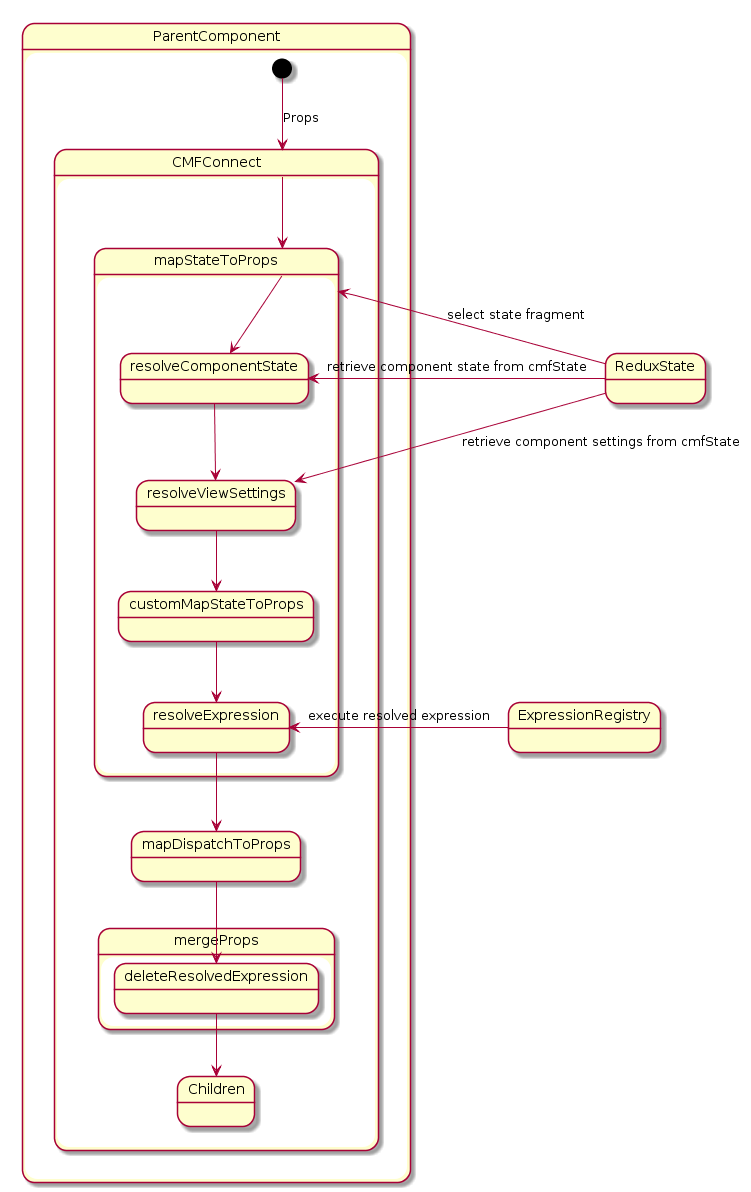 ParentComponent
Props
CMFConnect
mapStateToProps
select state fragment
resolveComponentState
retrieve component state from cmfState
ReduxState
retrieve component settings from cmfState
resolveViewSettings
customMapStateToProps
resolveExpression
execute resolved expression
ExpressionRegistry
mapDispatchToProps
mergeProps
deleteResolvedExpression
Children